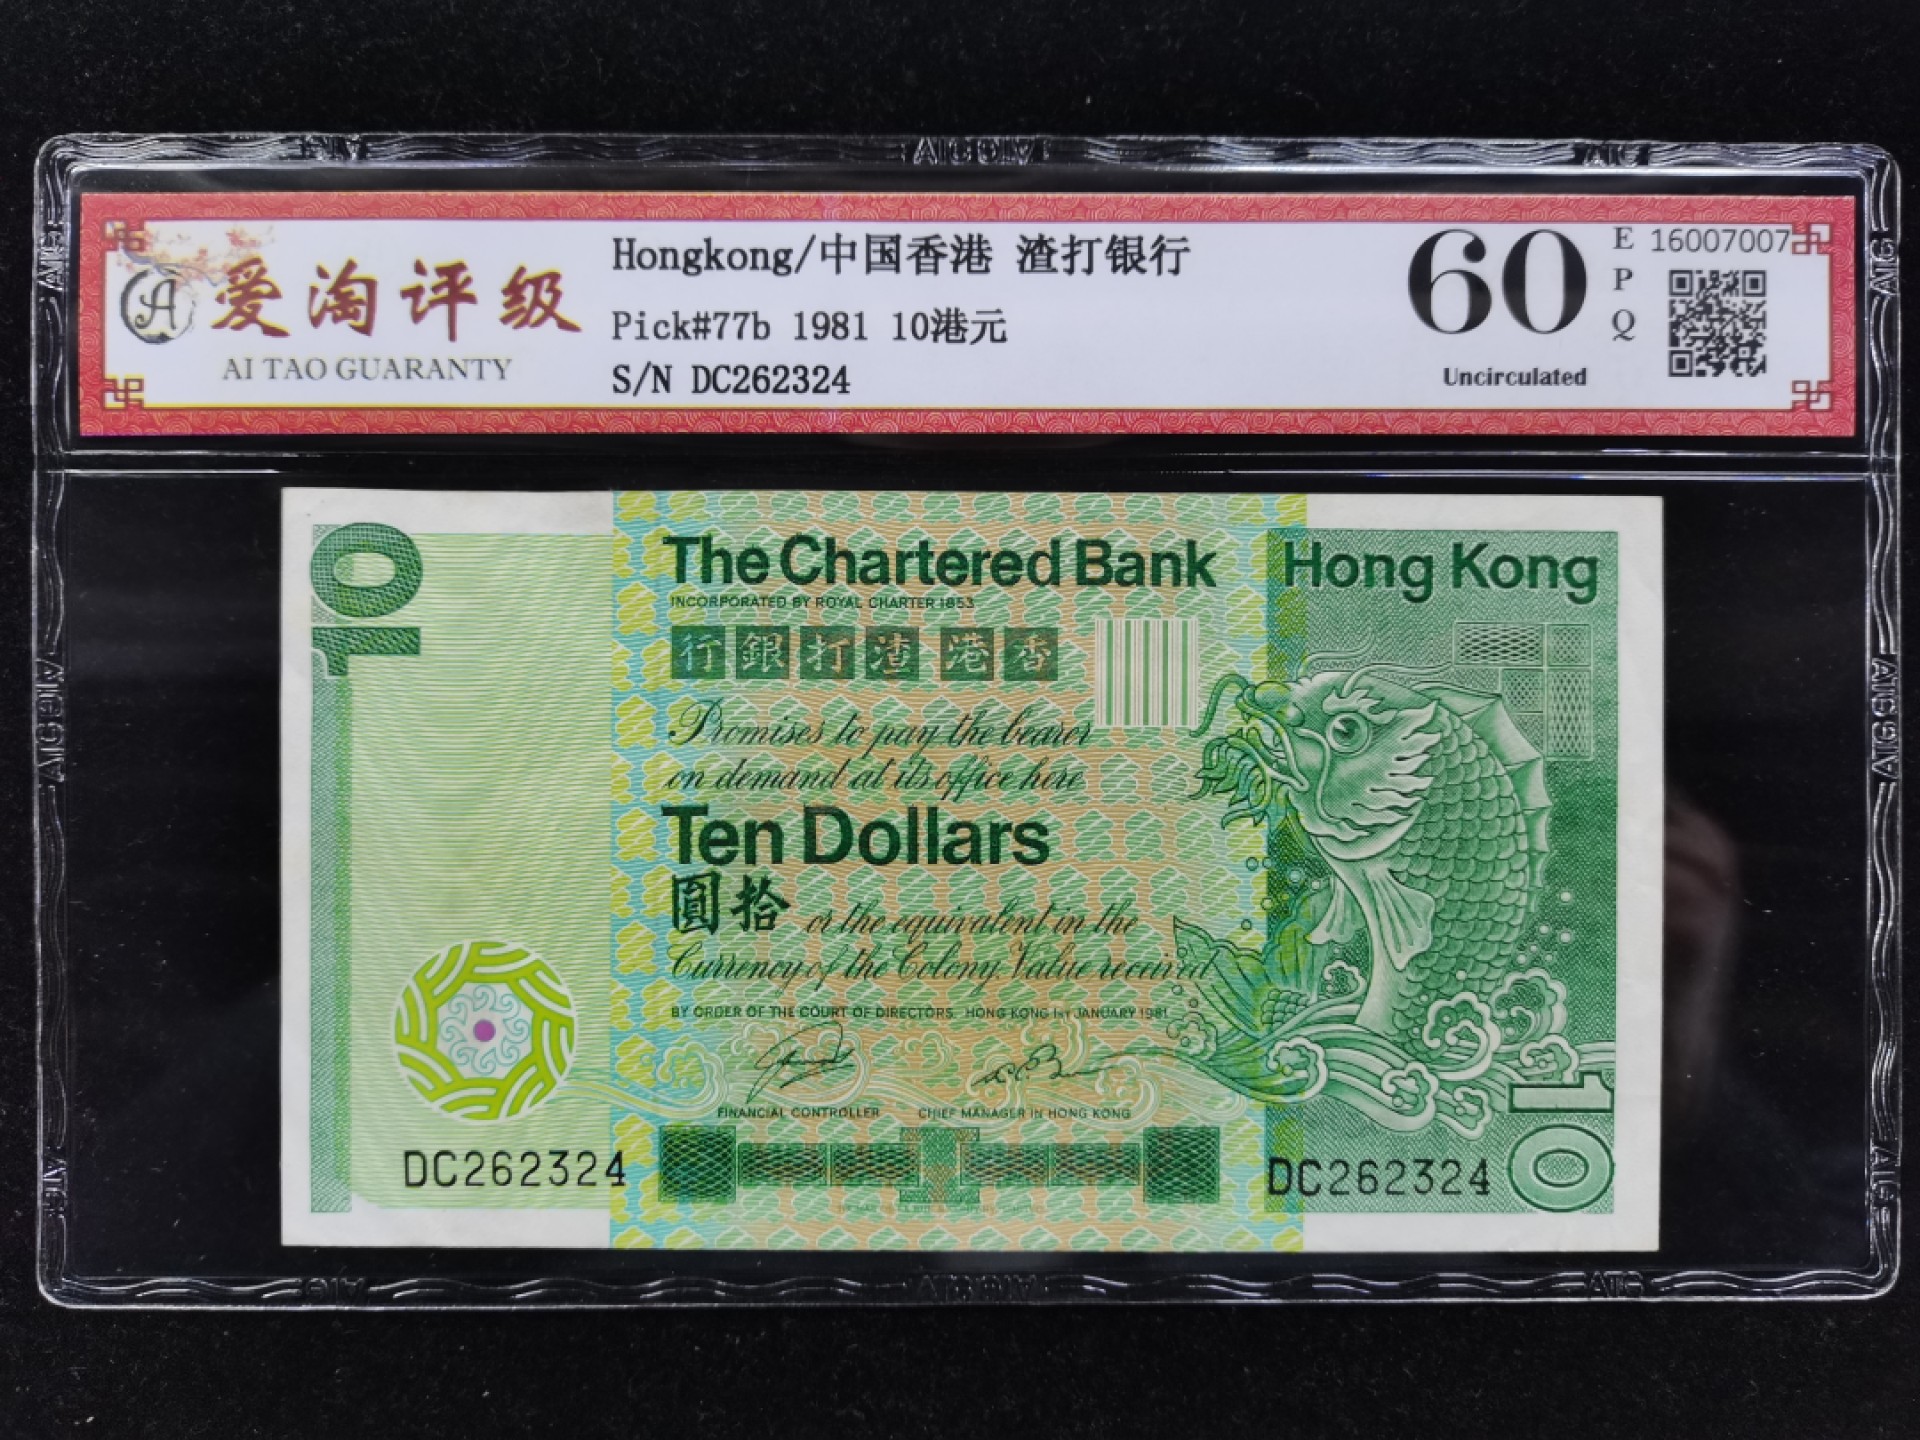 爱淘评级
AI TAO GUARANTY
Hongkong/中国香港 渣打银行
Pick#77b 1981 10港元
S/N DC262324
60
EPQ
Uncirculated
16007007
10
The Chartered Bank
Hong Kong
INCORPORATED BY ROYAL CHARTER 1853
行銀打渣 港香
Promises to pay the bearer
on demand at its office here
Ten Dollars
圓拾 or the equivalent in the
Currency of the Colony. Value received
BY ORDER OF THE COURT OF DIRECTORS. HONG KONG 1ST JANUARY 1981
FINANCIAL CONTROLLER
CHIEF MANAGER IN HONG KONG
DC262324
DC262324
10